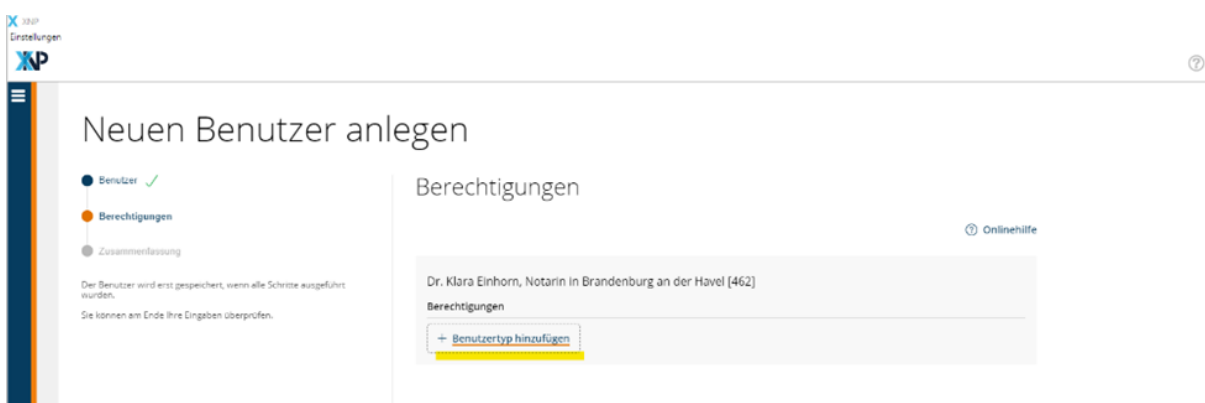 XNP
Einstellungen
XNP
Neuen Benutzer anlegen
Benutzer
Berechtigungen
Zusammenfassung
Der Benutzer wird erst gespeichert, wenn alle Schritte ausgeführt
wurden.
Sie können am Ende Ihre Eingaben überprüfen.
Berechtigungen
? Onlinehilfe
Dr. Klara Einhorn, Notarin in Brandenburg an der Havel [462]
Berechtigungen
+ Benutzertyp hinzufügen